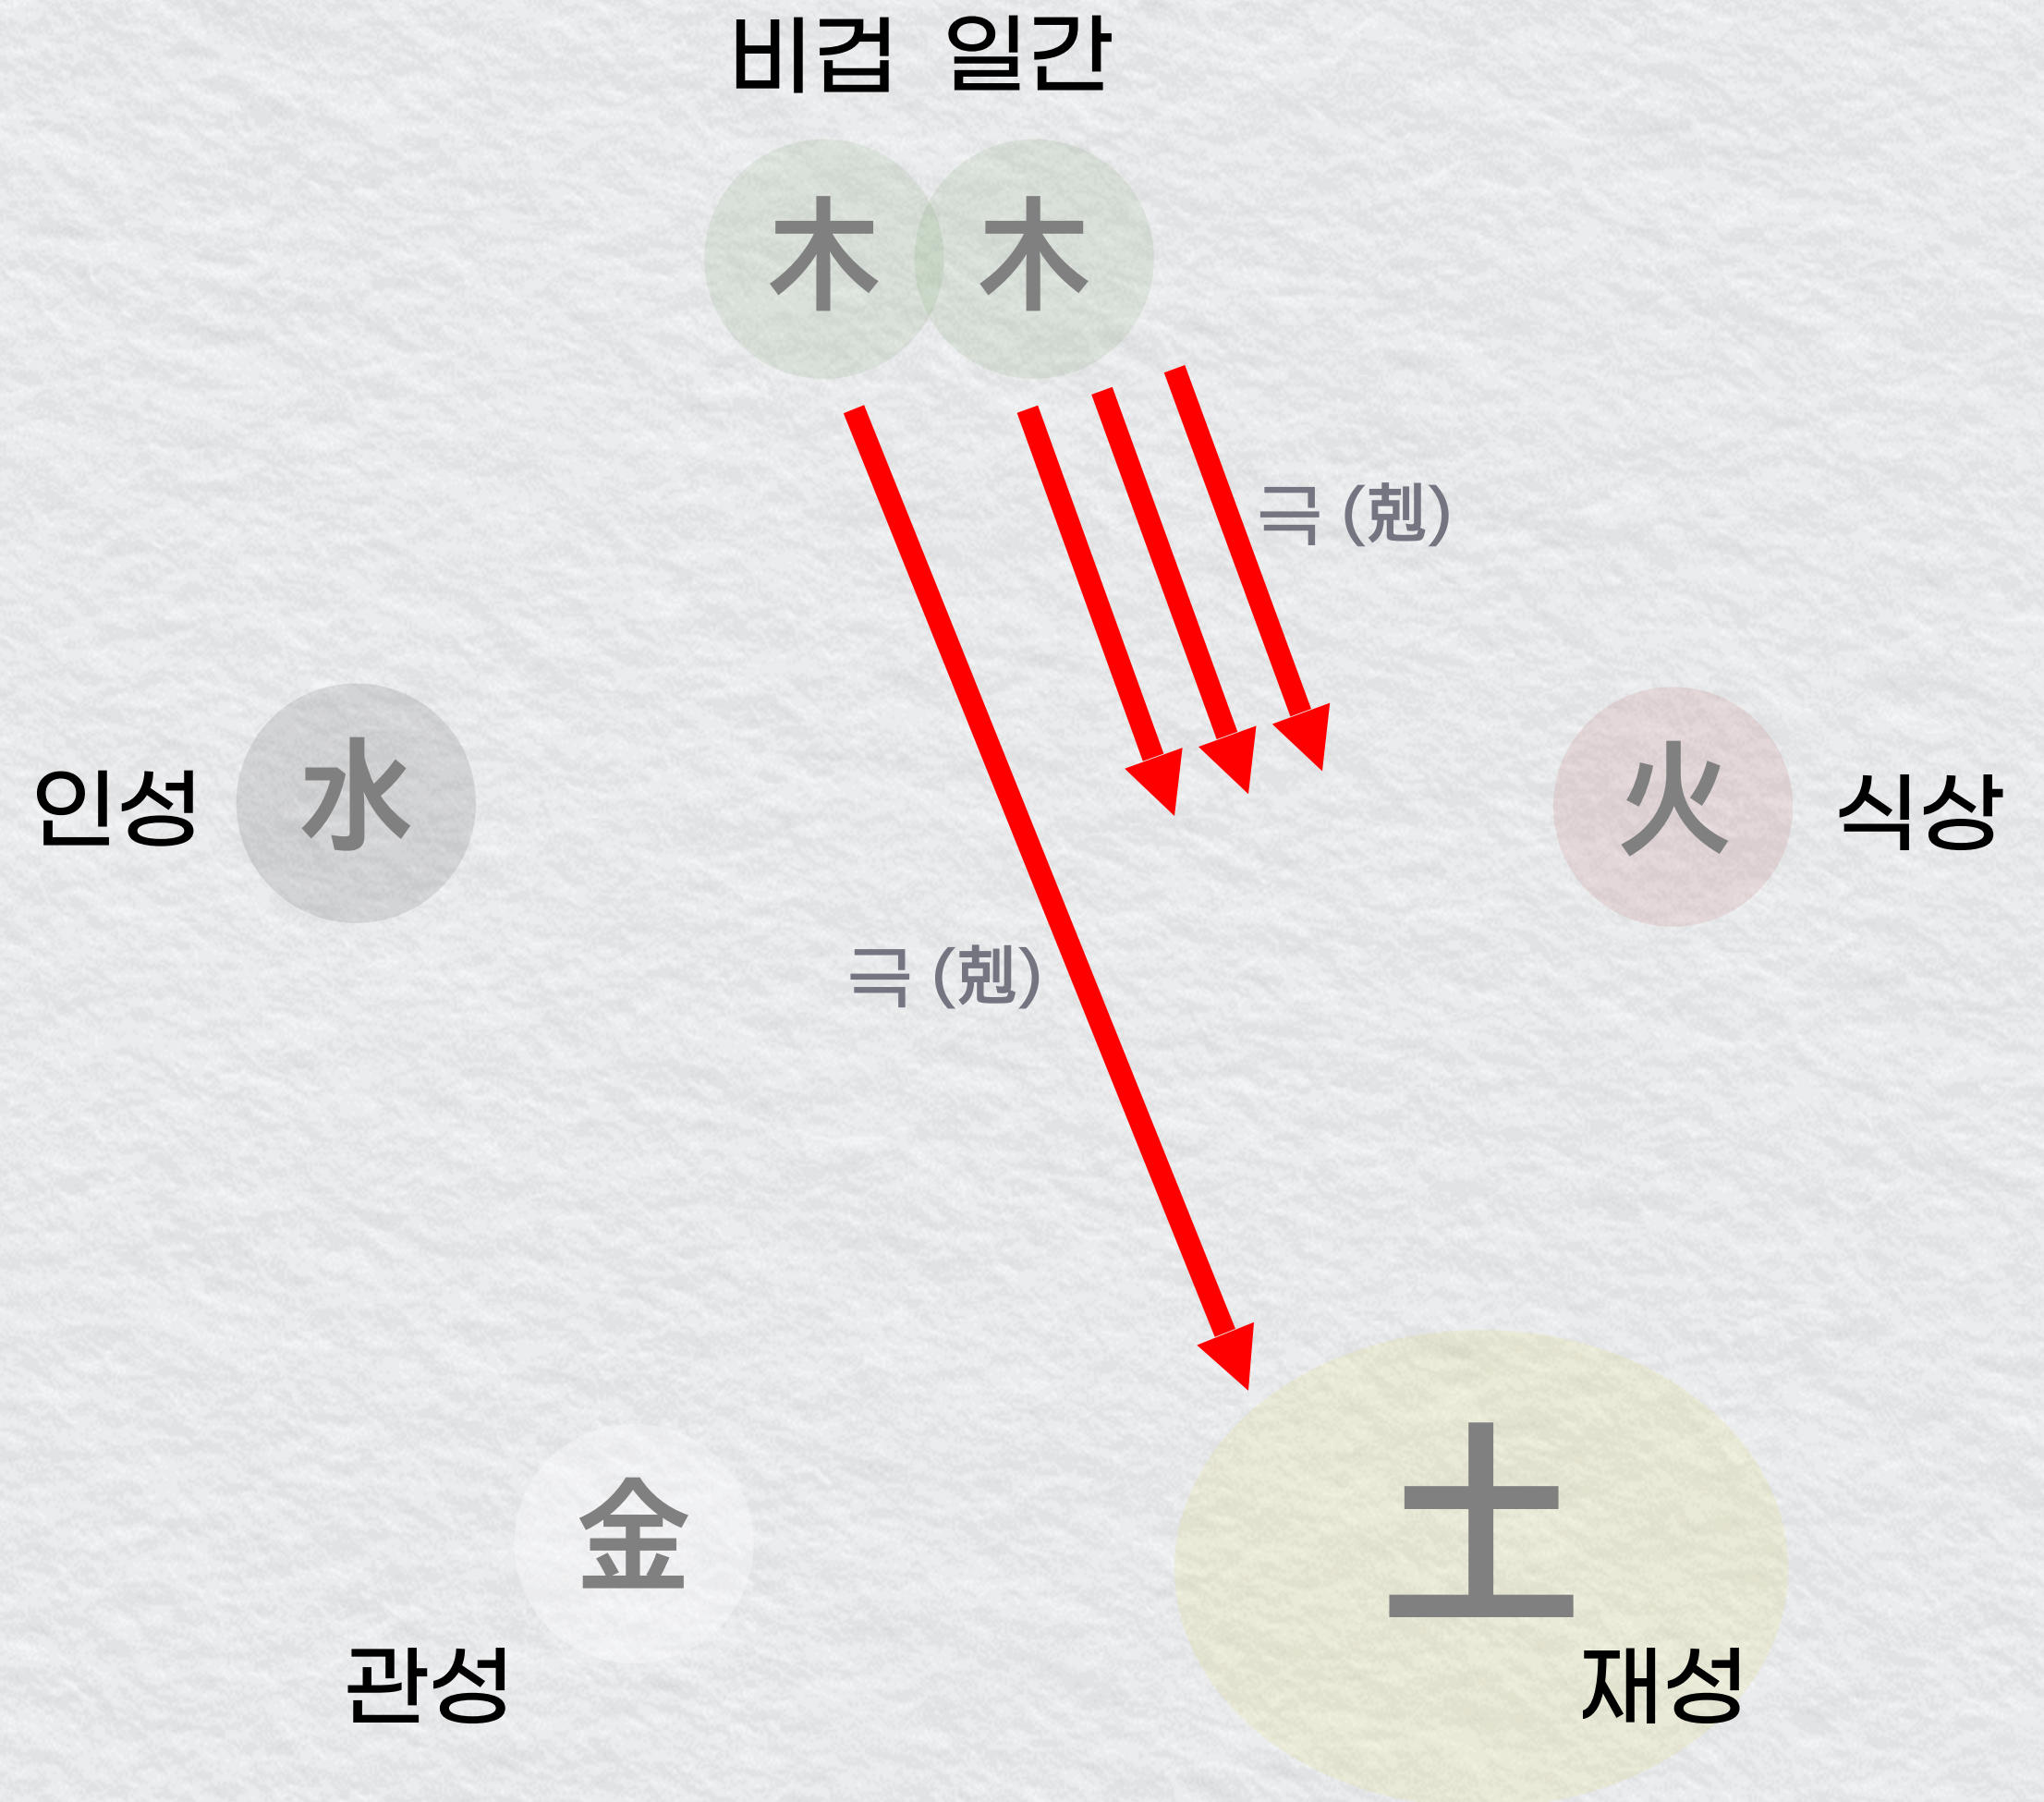 비겁 일간
木 木
극 (剋)
인성 水
火 식상
극 (剋)
金
土
관성
재성